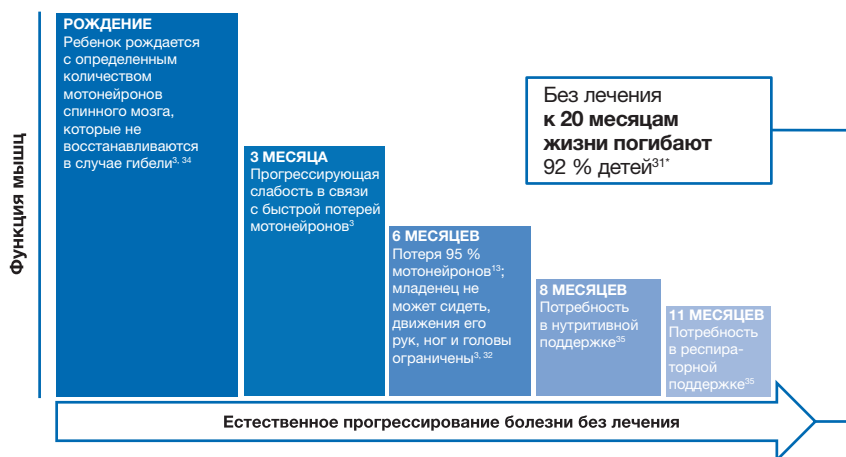 Функция мышц
РОЖДЕНИЕ
Ребенок рождается
с определенным
количеством
мотонейронов
спинного мозга,
которые не
восстанавливаются
в случае гибели3, 34
3 МЕСЯЦА
Прогрессирующая
слабость в связи
с быстрой потерей
мотонейронов3
6 МЕСЯЦЕВ
Потеря 95 %
мотонейронов13;
младенец не
может сидеть,
движения его
рук, ног и головы
ограничены3, 32
8 МЕСЯЦЕВ
Потребность
в нутритивной
поддержке35
11 МЕСЯЦЕВ
Потребность
в респира-
торной
поддержке35
Без лечения
к 20 месяцам
жизни погибают
92 % детей31*
Естественное прогрессирование болезни без лечения